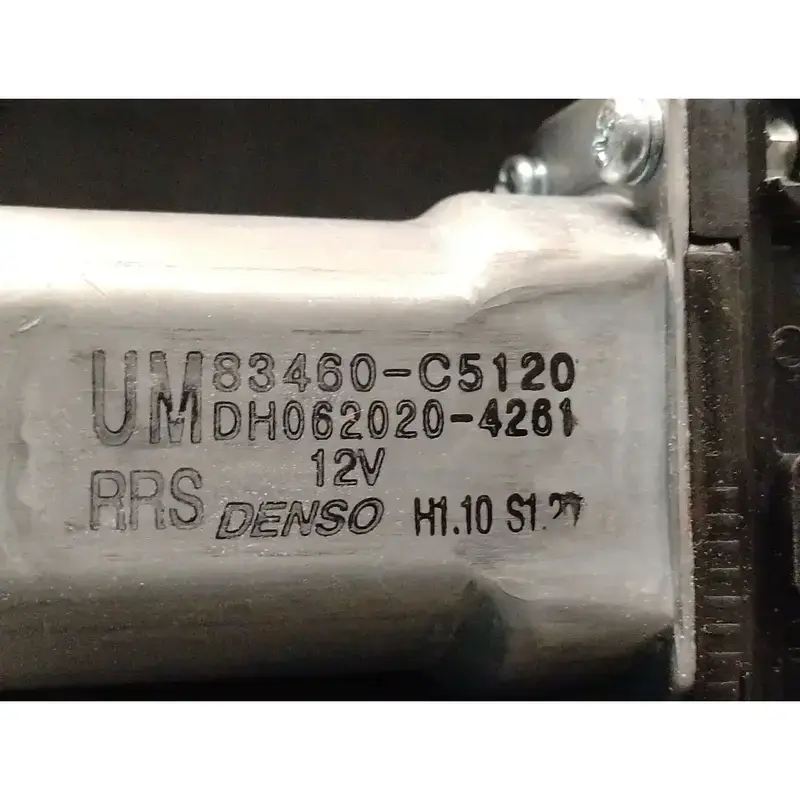 UM 83460-C5120
DH062020-4261
12V
RRS DENSO H1.10